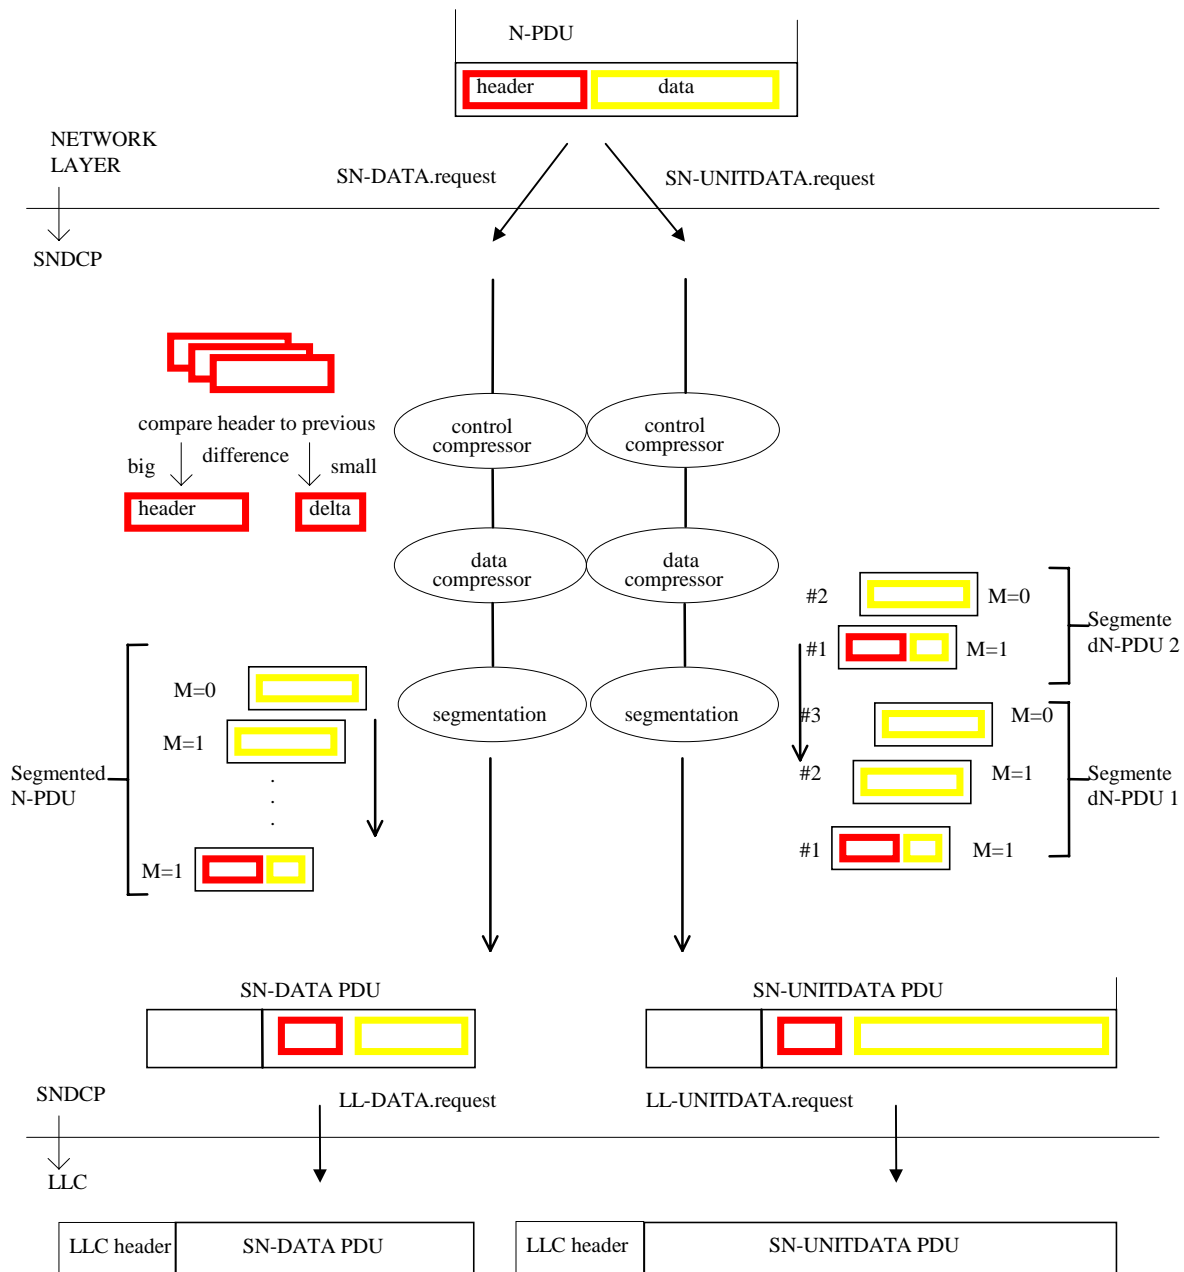 N-PDU
header
data
NETWORK
LAYER
SN-DATA.request
SN-UNITDATA.request
SNDCP
compare header to previous
difference
big
small
header
delta
control
compressor
control
compressor
data
compressor
data
compressor
segmentation
segmentation
#2
M=0
#1
M=1
Segmente
dN-PDU 2
#3
M=0
#2
M=1
Segmente
dN-PDU 1
#1
M=1
M=0
M=1
Segmented
N-PDU
.
.
.
M=1
SN-DATA PDU
SN-UNITDATA PDU
SNDCP
LL-DATA.request
LL-UNITDATA.request
LLC
LLC header
SN-DATA PDU
LLC header
SN-UNITDATA PDU